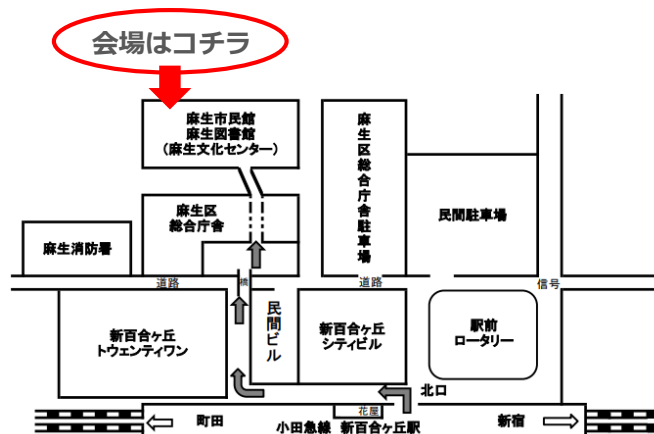 会場はコチラ
麻生市民館
麻生図書館
（麻生文化センター）
麻生区総合庁舎駐車場
民間駐車場
麻生区
総合庁舎
麻生消防署
道路
橋
道路
信号
新百合ヶ丘
トウェンティワン
民間ビル
新百合ヶ丘
シティビル
駅前
ロータリー
北口
花屋
町田
小田急線 新百合ヶ丘駅
新宿